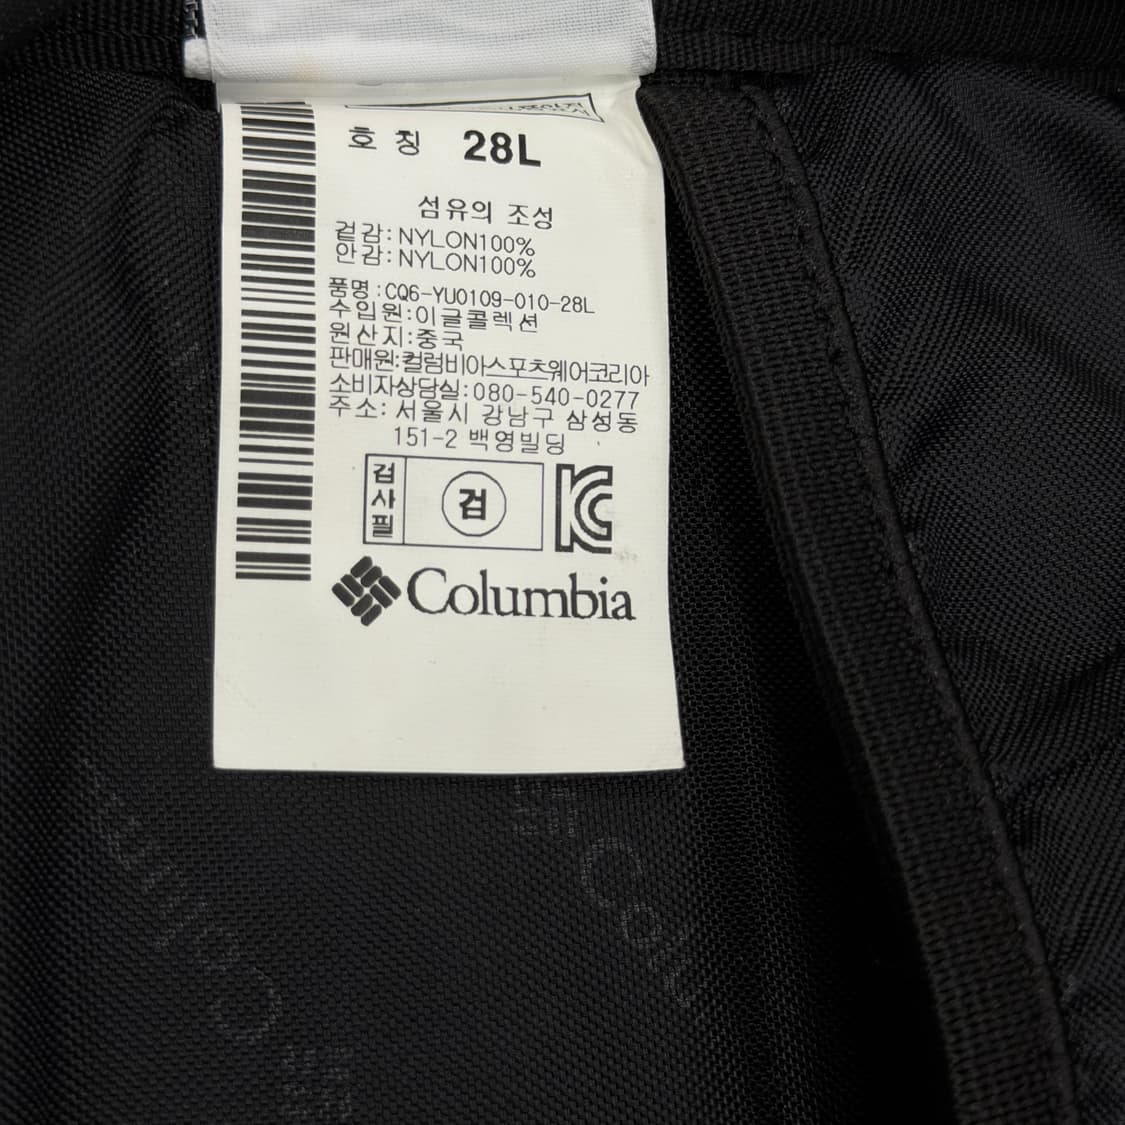 호 칭 28L
섬유의 조성
겉감:NYLON100%
안감:NYLON100%
품명:CQ6-YU0109-010-28L
수입원:이글콜렉션
원산지:중국
판매원:컬럼비아스포츠웨어코리아
소비자상담실:080-540-0277
주소: 서울시 강남구 삼성동
151-2 백영빌딩
검사필
검
KC
Columbia